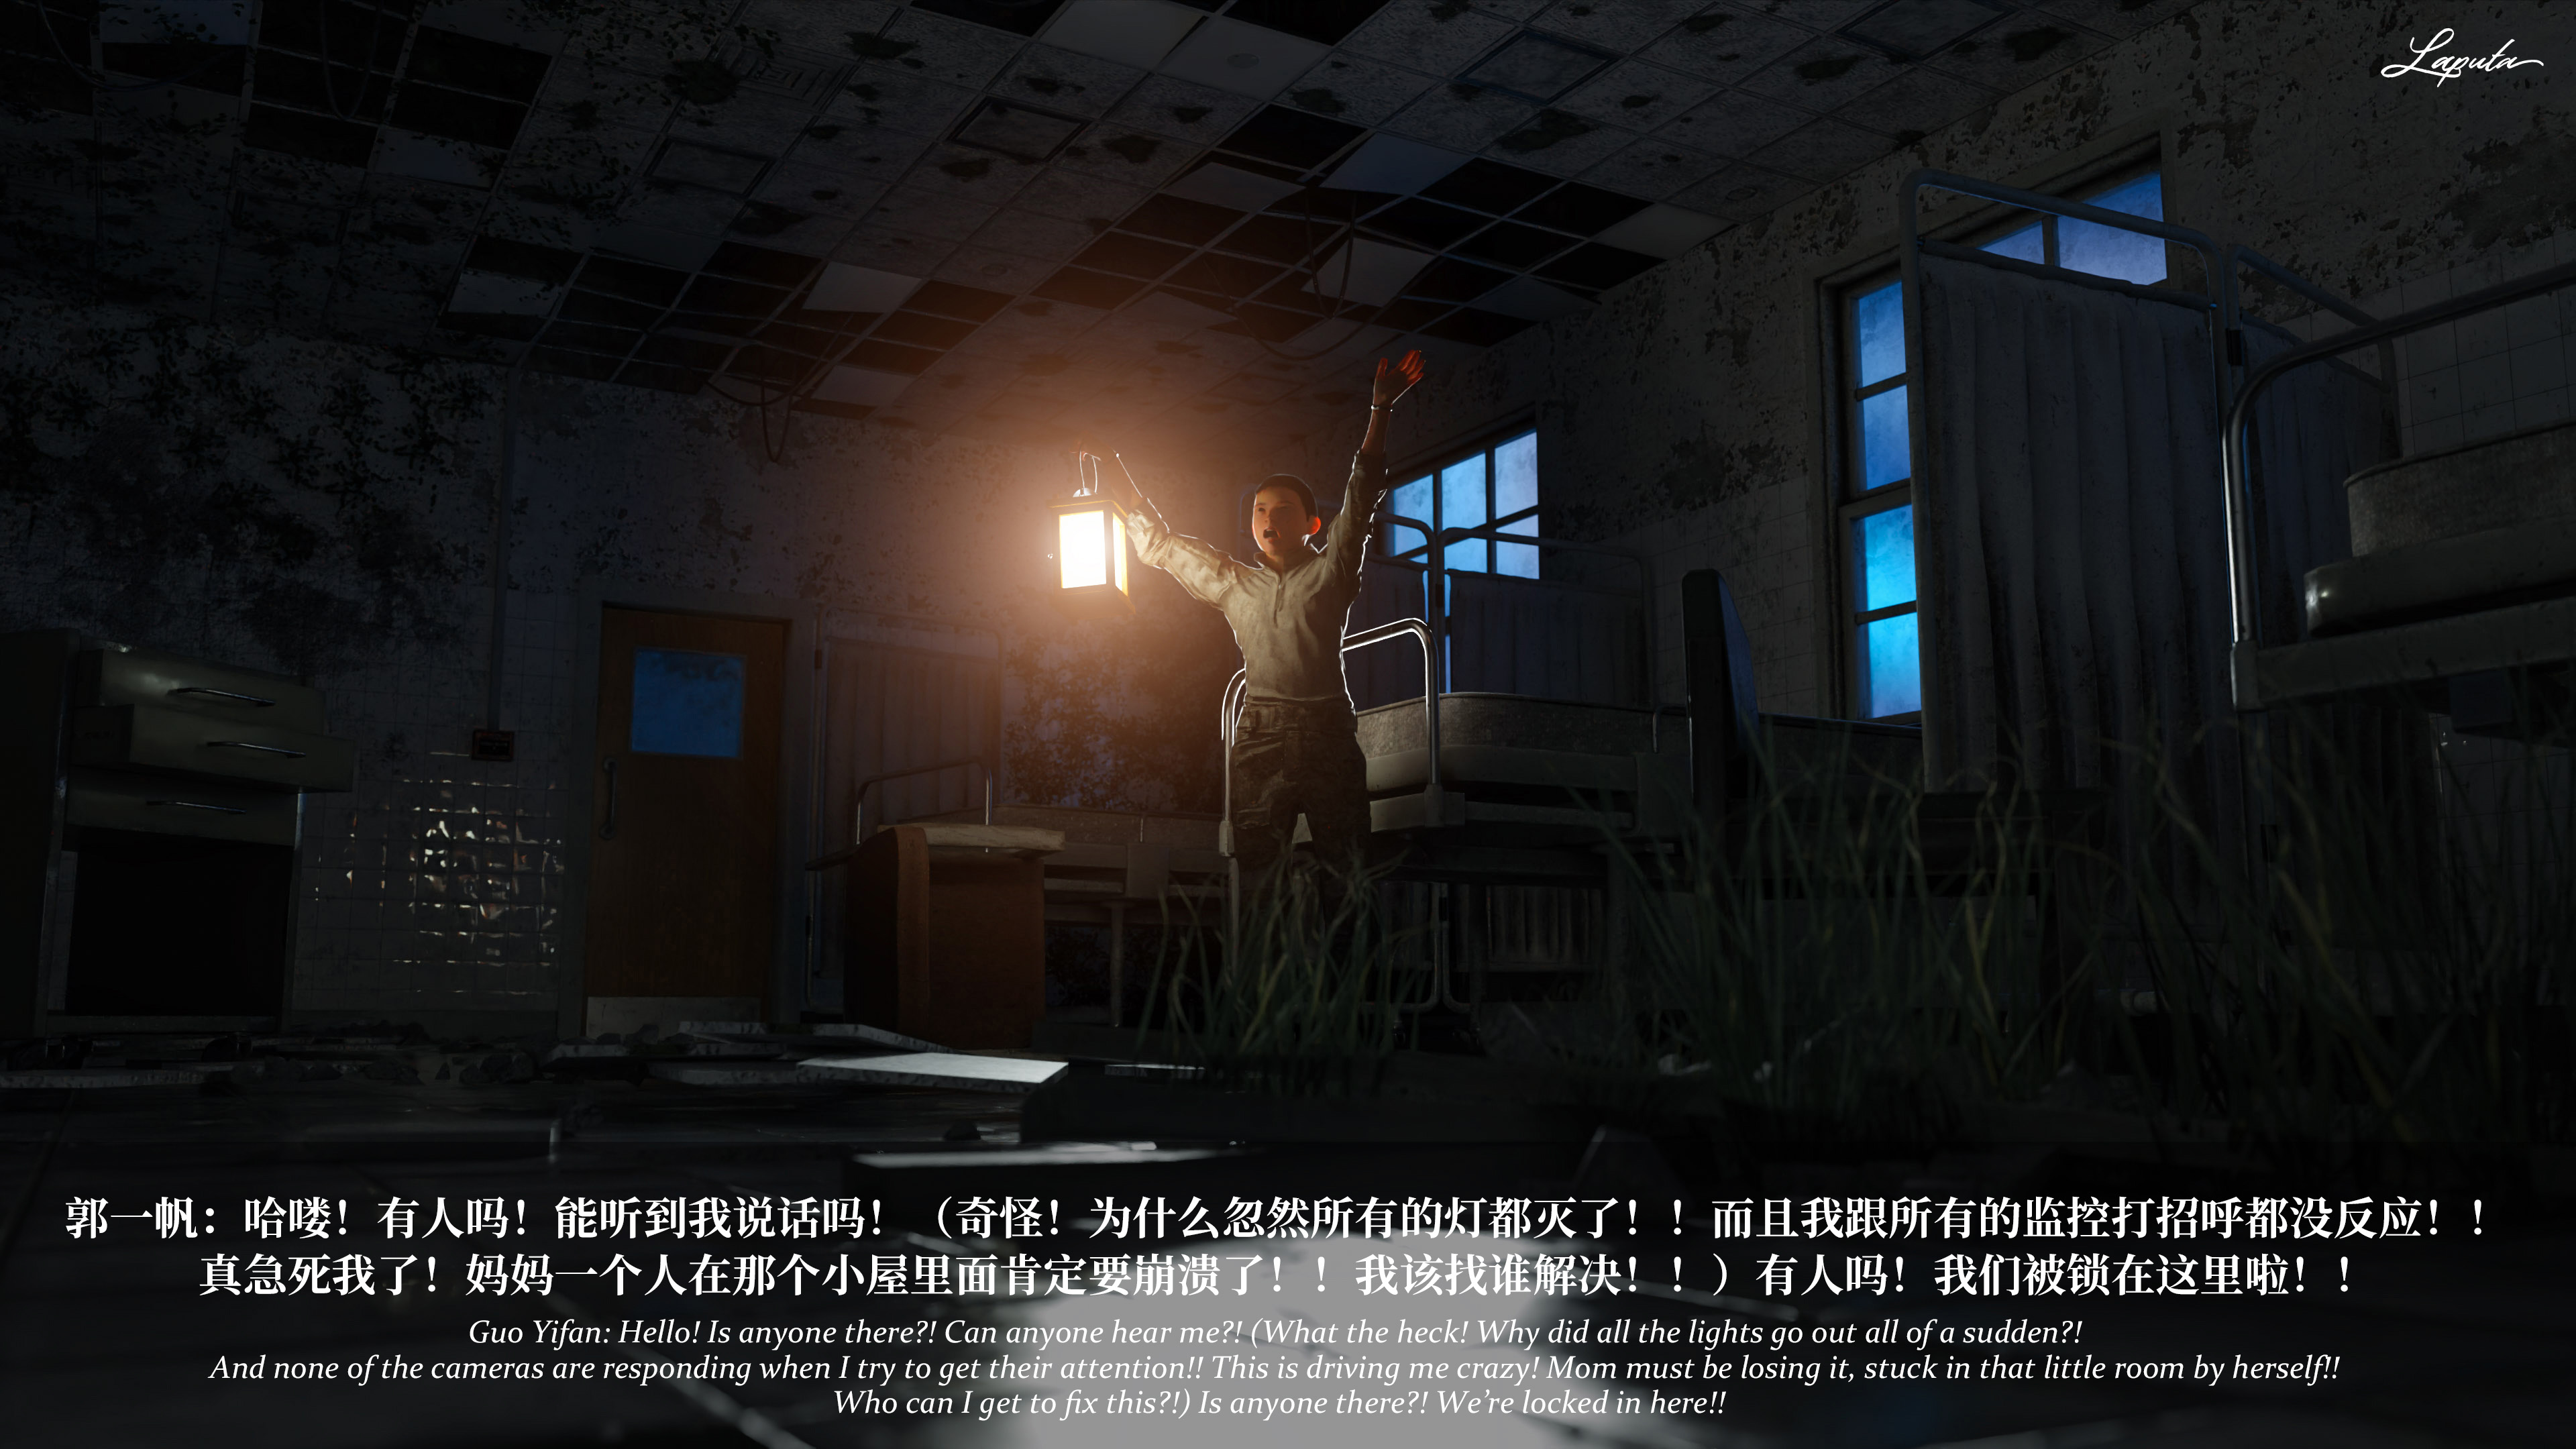 Laputa
郭一帆：哈喽！有人吗！能听到我说话吗！（奇怪！为什么忽然所有的灯都灭了！！而且我跟所有的监控打招呼都没反应！！
真急死我了！妈妈一个人在那个小屋里面肯定要崩溃了！！我该找谁解决！！）有人吗！我们被锁在这里啦！！
Guo Yifan: Hello! Is anyone there?! Can anyone hear me?! (What the heck! Why did all the lights go out all of a sudden?!
And none of the cameras are responding when I try to get their attention!! This is driving me crazy! Mom must be losing it, stuck in that little room by herself!!
Who can I get to fix this?!) Is anyone there?! We’re locked in here!!